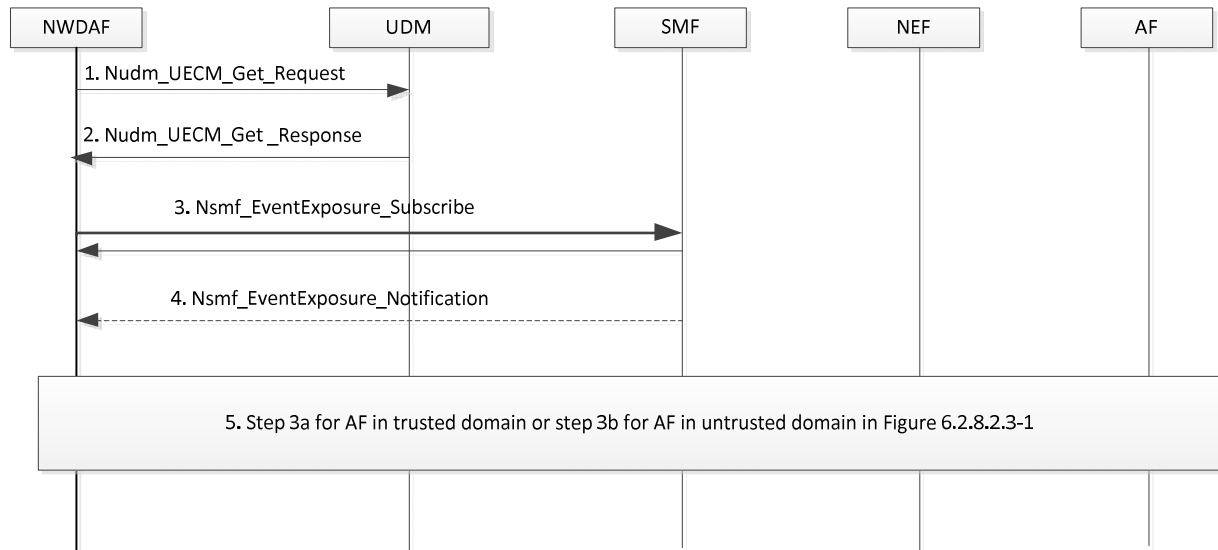 NWDAF
UDM
SMF
NEF
AF
1. Nudm_UECM_Get_Request
2. Nudm_UECM_Get _Response
3. Nsmf_EventExposure_Subscribe
4. Nsmf_EventExposure_Notification
5. Step 3a for AF in trusted domain or step 3b for AF in untrusted domain in Figure 6.2.8.2.3-1